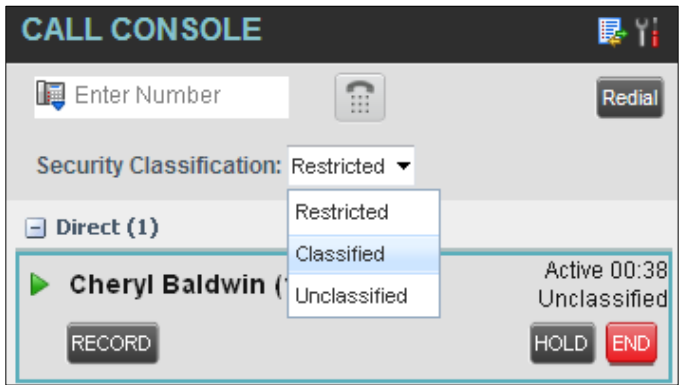 CALL CONSOLE
Enter Number
Redial
Security Classification: Restricted
Restricted
Direct (1)
Classified
Active 00:38
Cheryl Baldwin (
Unclassified
Unclassified
RECORD
HOLD
END